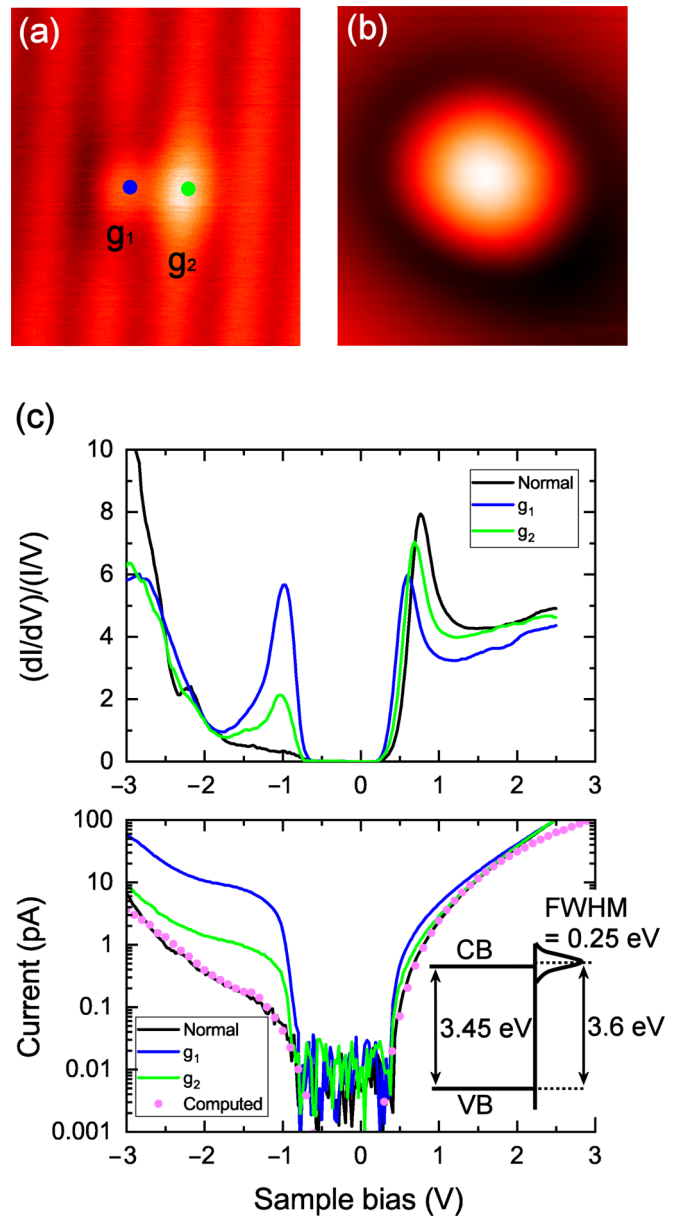 (a)
(b)
g₁
g₂
(c)
10
8
6
4
2
0
(dI/dV)/(I/V)
Normal
g₁
g₂
−3 −2 −1 0 1 2 3
100
10
1
0.1
0.01
0.001
Current (pA)
Normal
g₁
g₂
Computed
FWHM
= 0.25 eV
CB
3.45 eV
3.6 eV
VB
−3 −2 −1 0 1 2 3
Sample bias (V)